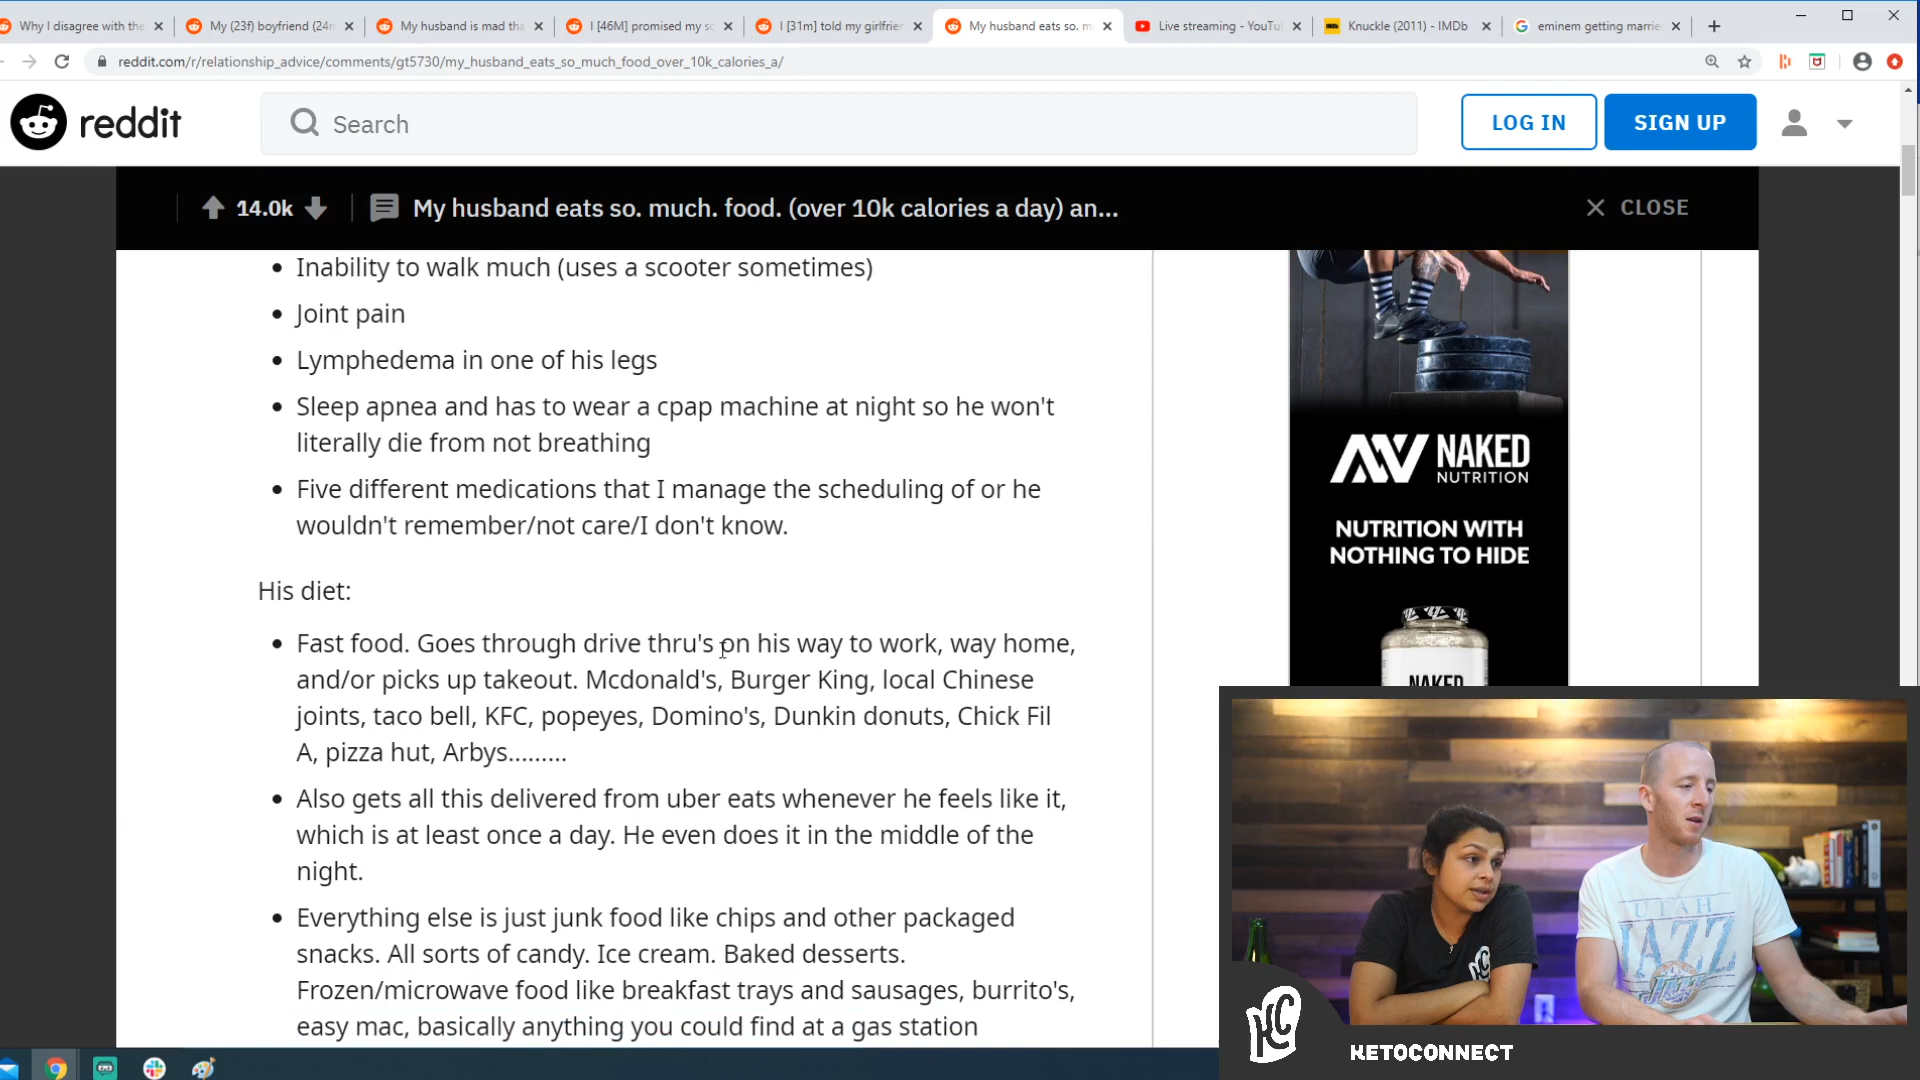 Why I disagree with the
My (23f) boyfriend (24m
My husband is mad tha
I [46M] promised my sc
I [31m] told my girlfrien
My husband eats so. m
Live streaming - YouTu
Knuckle (2011) - IMDb
eminem getting marrie
reddit.com/r/relationship_advice/comments/gt5730/my_husband_eats_so_much_food_over_10k_calories_a/
reddit
Search
LOG IN
SIGN UP
14.0k
My husband eats so. much. food. (over 10k calories a day) an...
CLOSE
• Inability to walk much (uses a scooter sometimes)
• Joint pain
• Lymphedema in one of his legs
• Sleep apnea and has to wear a cpap machine at night so he won't
literally die from not breathing
• Five different medications that I manage the scheduling of or he
wouldn't remember/not care/I don't know.
His diet:
• Fast food. Goes through drive thru's on his way to work, way home,
and/or picks up takeout. Mcdonald's, Burger King, local Chinese
joints, taco bell, KFC, popeyes, Domino's, Dunkin donuts, Chick Fil
A, pizza hut, Arbys.........
• Also gets all this delivered from uber eats whenever he feels like it,
which is at least once a day. He even does it in the middle of the
night.
• Everything else is just junk food like chips and other packaged
snacks. All sorts of candy. Ice cream. Baked desserts.
Frozen/microwave food like breakfast trays and sausages, burrito's,
easy mac, basically anything you could find at a gas station
NAKED
NUTRITION
NUTRITION WITH
NOTHING TO HIDE
NAKED
UTAH
JAZZ
KC
KETOCONNECT